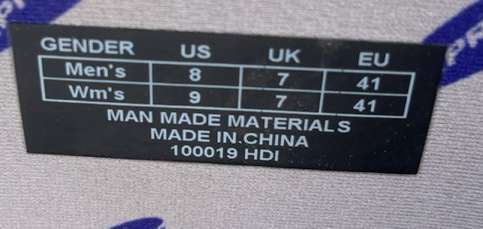 GENDER US UK EU
Men's 8 7 41
Wm's 9 7 41
MAN MADE MATERIALS
MADE IN CHINA
100019 HDI